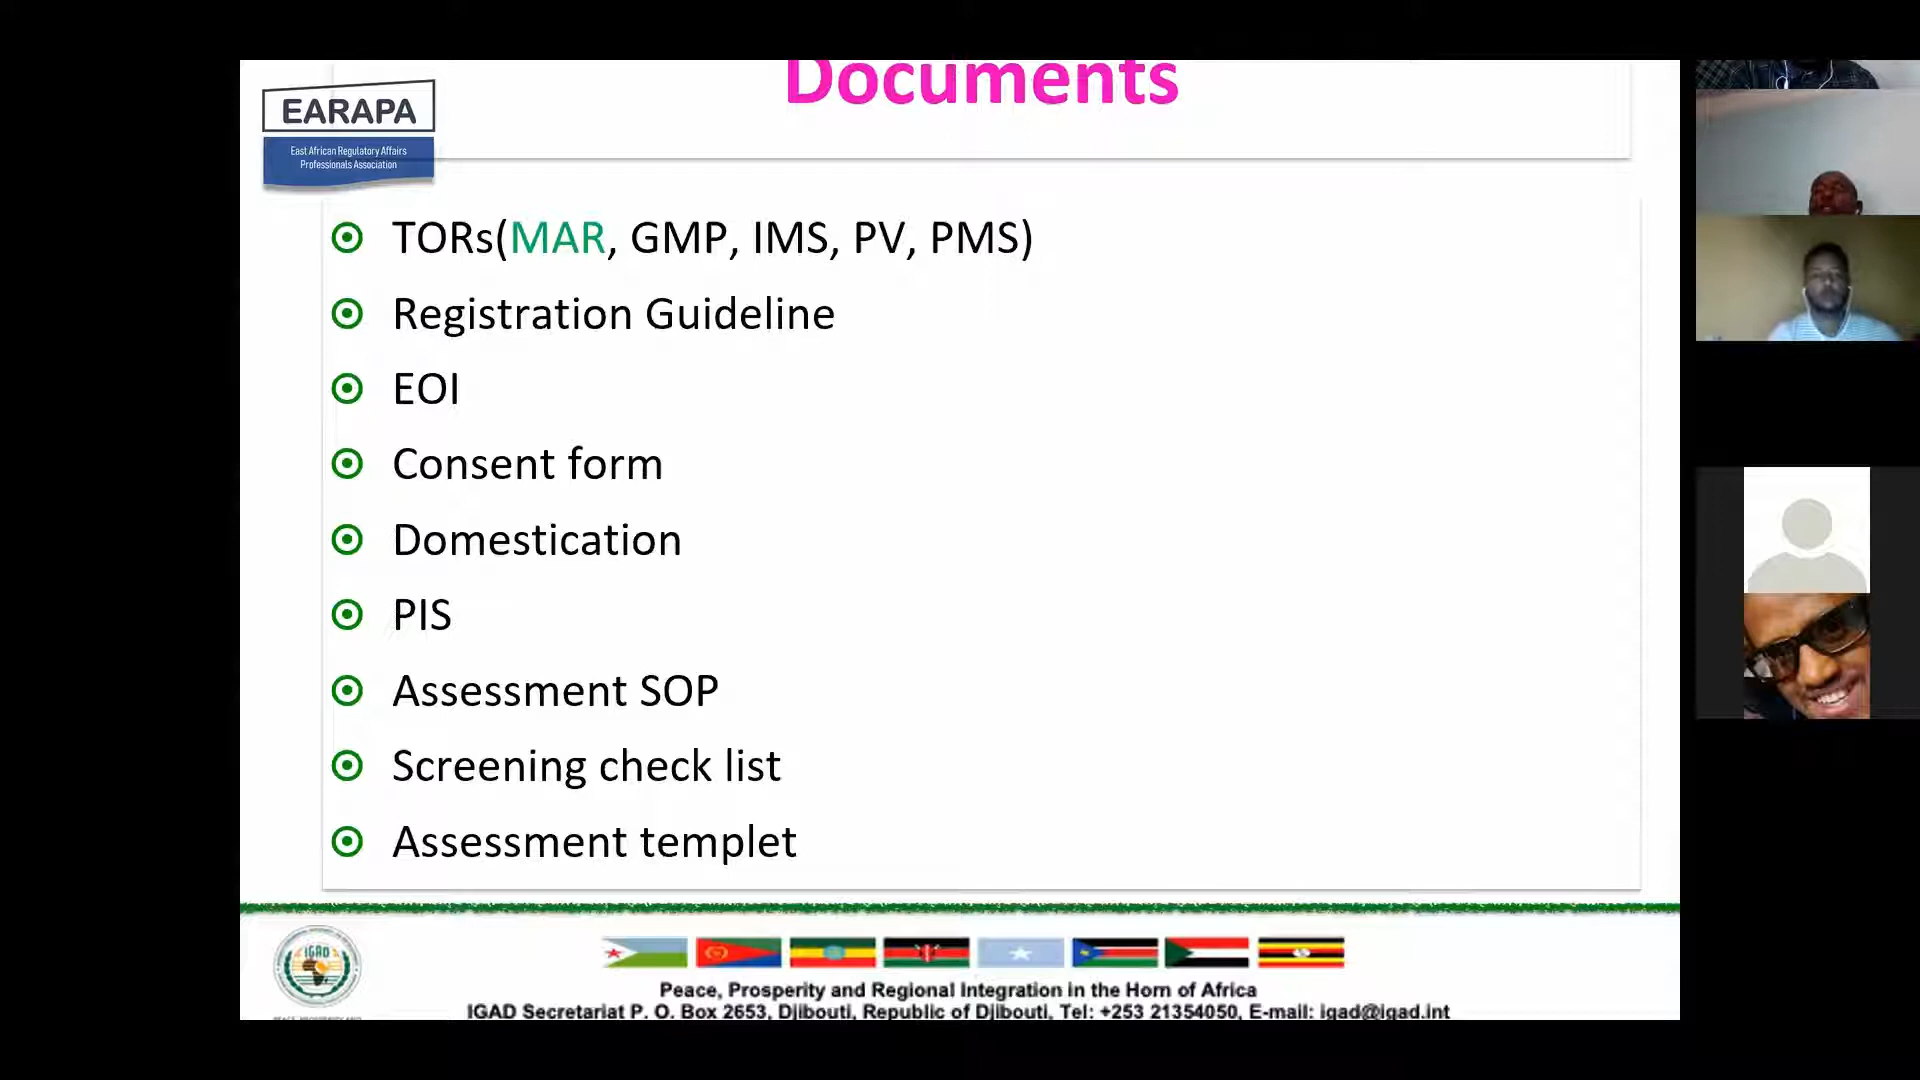 Documents
EARAPA
East African Regulatory Affairs
Professionals Association
TORs(MAR, GMP, IMS, PV, PMS)
Registration Guideline
EOI
Consent form
Domestication
PIS
Assessment SOP
Screening check list
Assessment templet
IGAD
Peace, Prosperity and Regional Integration in the Horn of Africa
IGAD Secretariat P. O. Box 2653, Djibouti, Republic of Djibouti, Tel: +253 21354050, E-mail: igad@igad.int